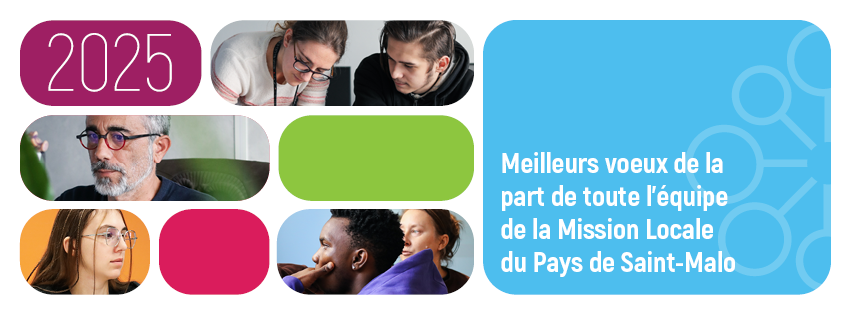 2025
Meilleurs voeux de la
part de toute l'équipe
de la Mission Locale
du Pays de Saint-Malo